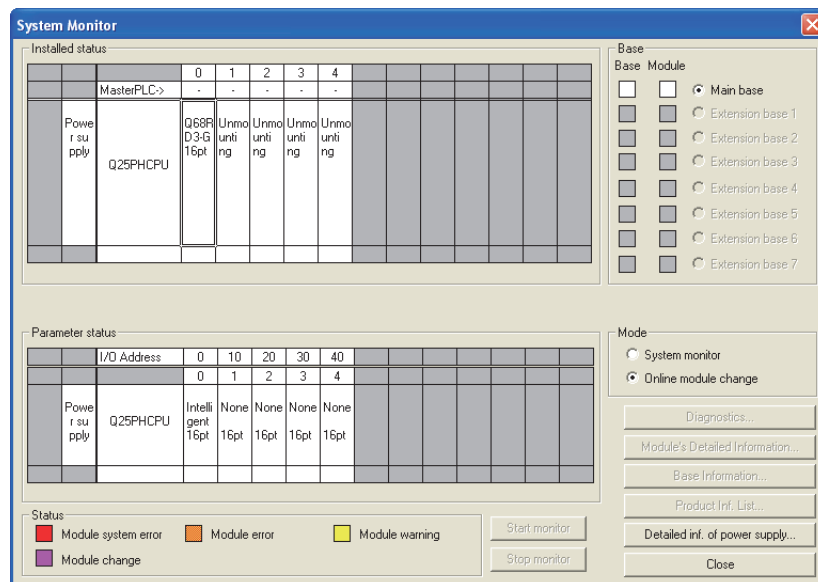 System Monitor
Installed status
0 1 2 3 4
MasterPLC-> - - - - -
Powe
r su
pply
Q25PHCPU
Q68R
D3-G
16pt
Unmo
unti
ng
Unmo
unti
ng
Unmo
unti
ng
Unmo
unti
ng
Base
Base Module
Main base
Extension base 1
Extension base 2
Extension base 3
Extension base 4
Extension base 5
Extension base 6
Extension base 7
Parameter status
I/O Address 0 10 20 30 40
0 1 2 3 4
Powe
r su
pply
Q25PHCPU
Intelli
gent
16pt
None
16pt
None
16pt
None
16pt
None
16pt
Mode
System monitor
Online module change
Diagnostics...
Module's Detailed Information...
Base Information...
Product Inf. List...
Detailed inf. of power supply...
Close
Status
Module system error
Module error
Module warning
Module change
Start monitor
Stop monitor